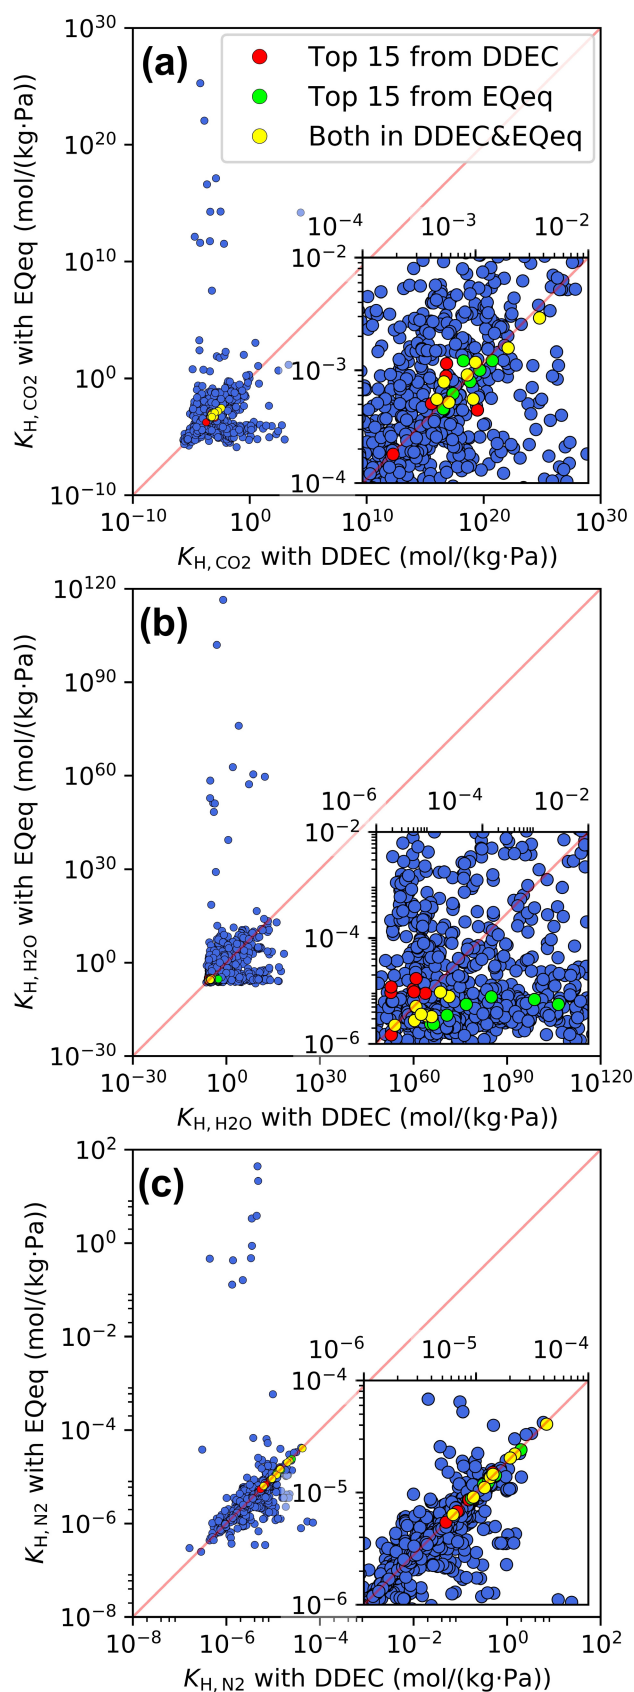 (a)
Top 15 from DDEC
Top 15 from EQeq
Both in DDEC&EQeq
K_H, CO2 with EQeq (mol/(kg·Pa))
10^30
10^20
10^10
10^0
10^-10
10^-4 10^-3 10^-2
10^-2
10^-3
10^-4
10^-10 10^0 10^10 10^20 10^30
K_H, CO2 with DDEC (mol/(kg·Pa))
(b)
K_H, H2O with EQeq (mol/(kg·Pa))
10^120
10^90
10^60
10^30
10^0
10^-30
10^-6 10^-4 10^-2
10^-2
10^-4
10^-6
10^-30 10^0 10^30 10^60 10^90 10^120
K_H, H2O with DDEC (mol/(kg·Pa))
(c)
K_H, N2 with EQeq (mol/(kg·Pa))
10^2
10^0
10^-2
10^-4
10^-6
10^-8
10^-6 10^-5 10^-4
10^-4
10^-5
10^-6
10^-8 10^-6 10^-4 10^-2 10^0 10^2
K_H, N2 with DDEC (mol/(kg·Pa))